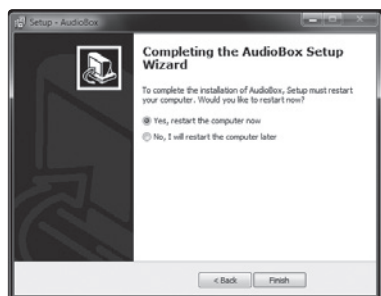 Setup - AudioBox
Completing the AudioBox Setup
Wizard
To complete the installation of AudioBox, Setup must restart
your computer. Would you like to restart now?
Yes, restart the computer now
No, I will restart the computer later
< Back
Finish